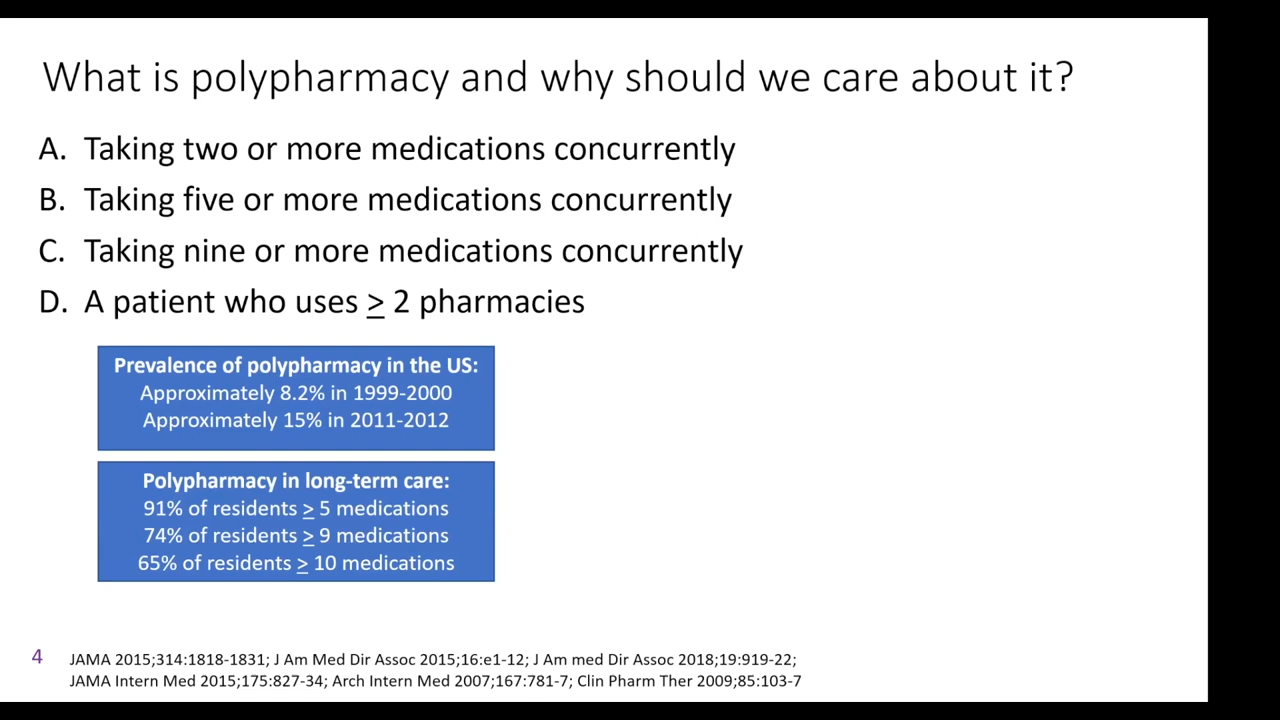 What is polypharmacy and why should we care about it?
A. Taking two or more medications concurrently
B. Taking five or more medications concurrently
C. Taking nine or more medications concurrently
D. A patient who uses ≥ 2 pharmacies
Prevalence of polypharmacy in the US:
Approximately 8.2% in 1999-2000
Approximately 15% in 2011-2012
Polypharmacy in long-term care:
91% of residents ≥ 5 medications
74% of residents ≥ 9 medications
65% of residents ≥ 10 medications
4
JAMA 2015;314:1818-1831; J Am Med Dir Assoc 2015;16:e1-12; J Am med Dir Assoc 2018;19:919-22;
JAMA Intern Med 2015;175:827-34; Arch Intern Med 2007;167:781-7; Clin Pharm Ther 2009;85:103-7